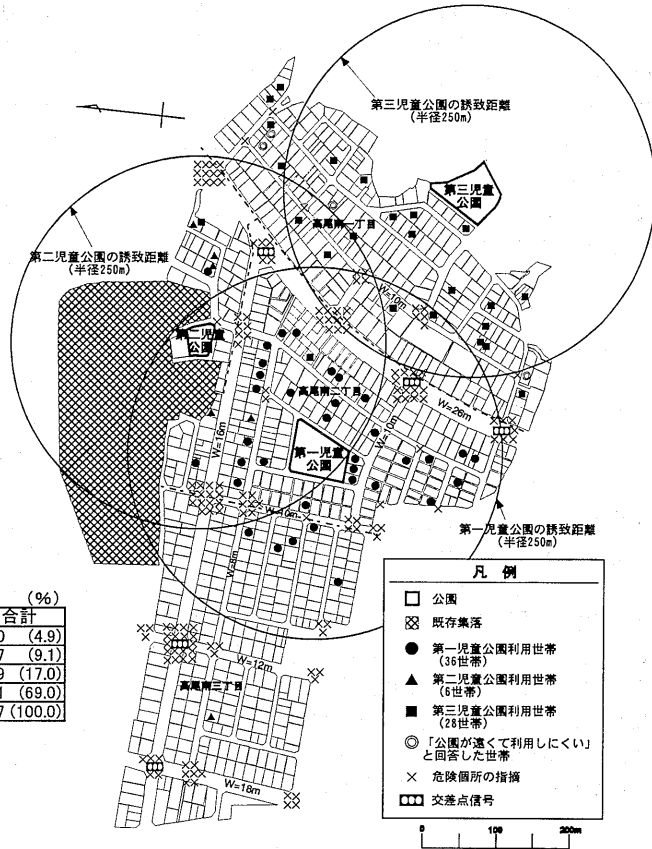 第三児童公園の誘致距離
(半径250m)
第三児童
公園
高尾南一丁目
第二児童公園の誘致距離
(半径250m)
W=10m
第二児童
公園
高尾南二丁目
W=26m
W=10m
W=16m
第一児童
公園
W=10m
第一児童公園の誘致距離
(半径250m)
W=8m
W=12m
高尾南三丁目
W=18m
(%)
合計
0 (4.9)
7 (9.1)
9 (17.0)
1 (69.0)
7 (100.0)
凡 例
公園
既存集落
第一児童公園利用世帯
(36世帯)
第二児童公園利用世帯
(6世帯)
第三児童公園利用世帯
(28世帯)
「公園が遠くて利用しにくい」
と回答した世帯
危険個所の指摘
交差点信号
0 100 200m